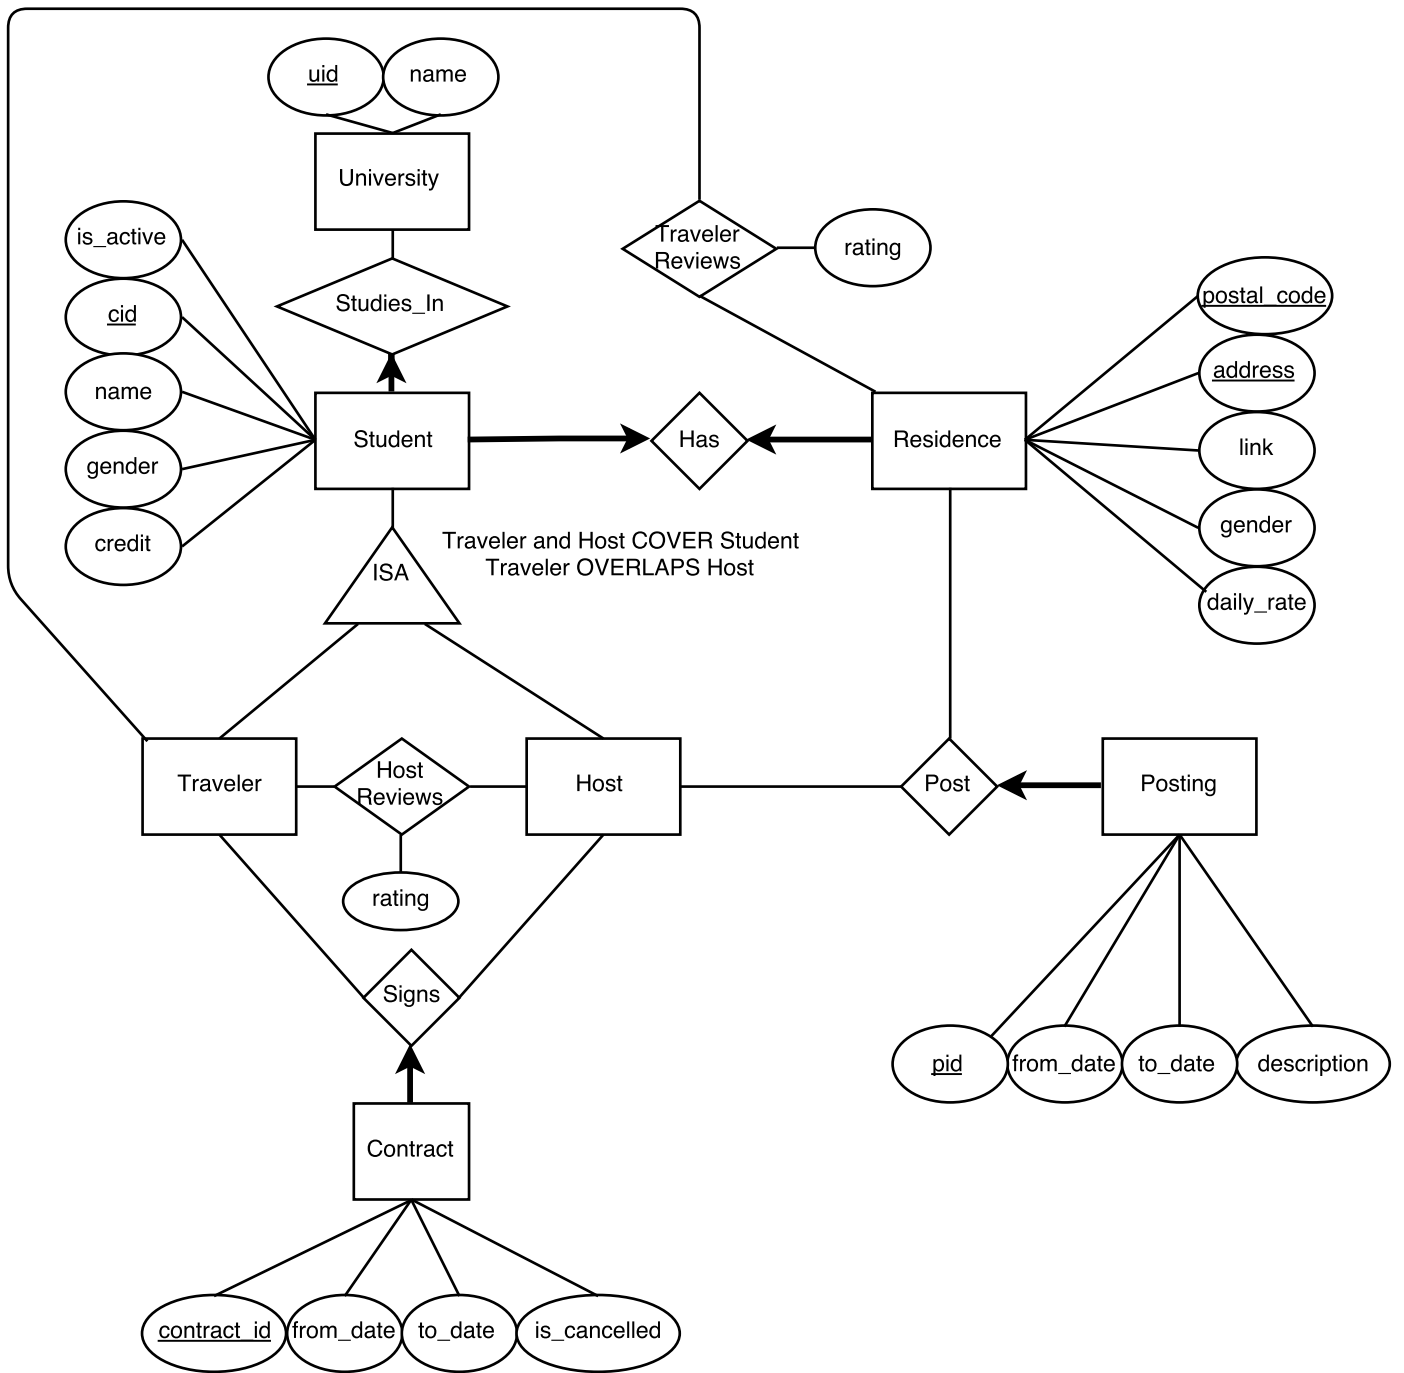 uid
name
University
is_active
Traveler
Reviews
rating
postal_code
Studies_In
cid
address
name
Student
Has
Residence
link
gender
gender
credit
Traveler and Host COVER Student
Traveler OVERLAPS Host
ISA
daily_rate
Traveler
Host
Reviews
Host
Post
Posting
rating
Signs
pid
from_date
to_date
description
Contract
contract_id
from_date
to_date
is_cancelled